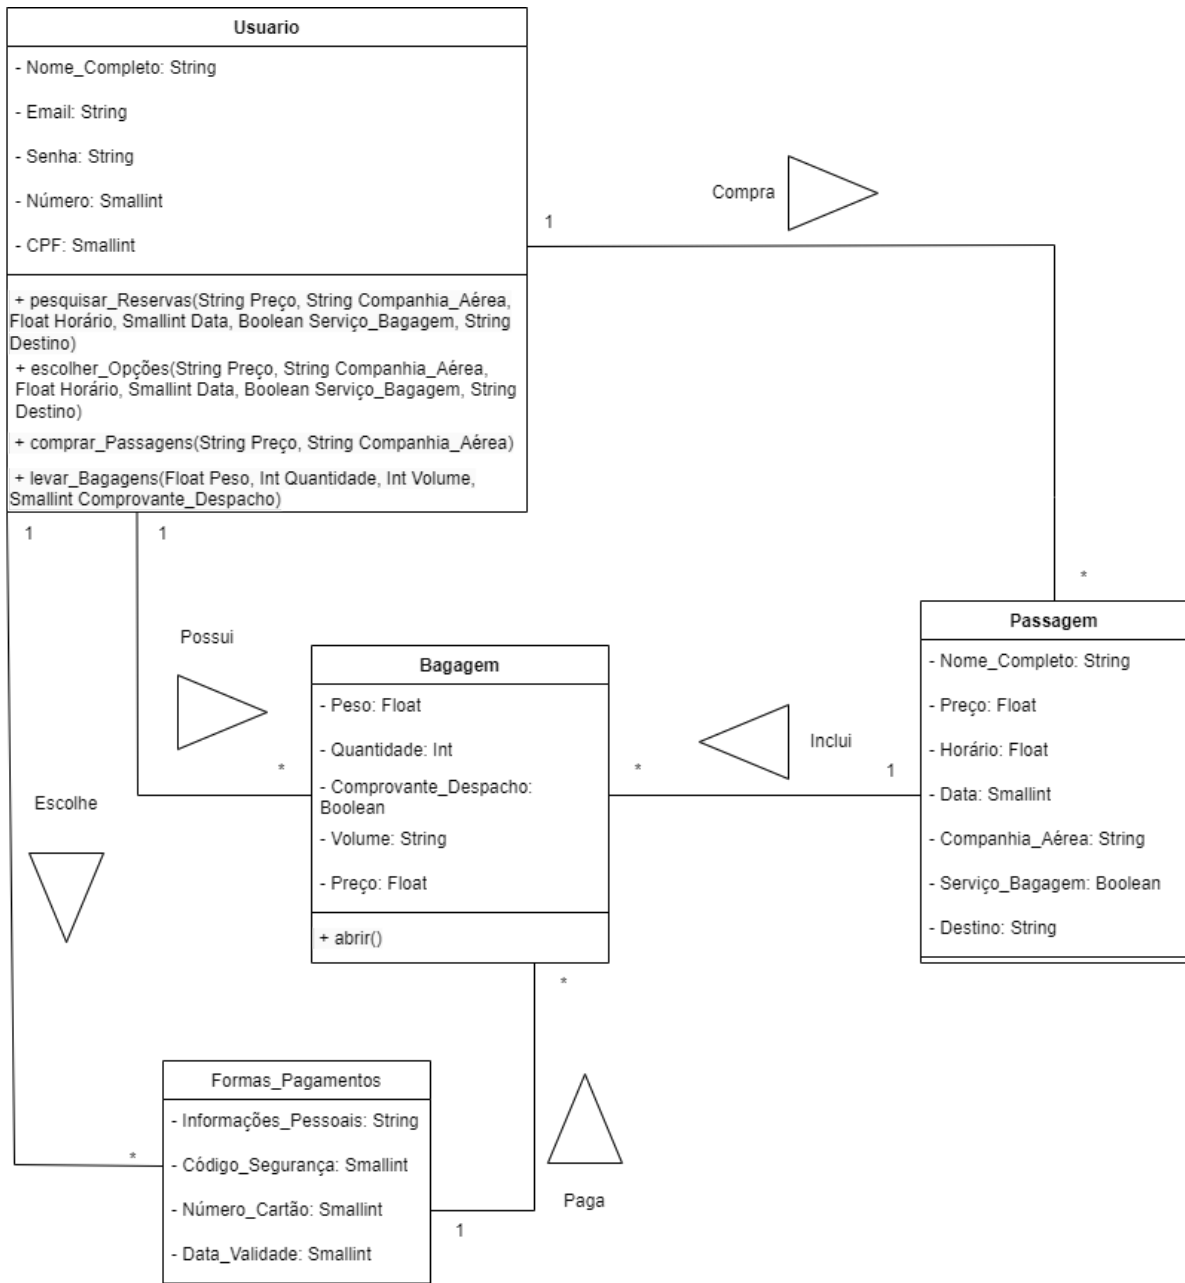 Usuario
- Nome_Completo: String
- Email: String
- Senha: String
- Número: Smallint
- CPF: Smallint
+ pesquisar_Reservas(String Preço, String Companhia_Aérea,
Float Horário, Smallint Data, Boolean Serviço_Bagagem, String
Destino)
+ escolher_Opções(String Preço, String Companhia_Aérea,
Float Horário, Smallint Data, Boolean Serviço_Bagagem, String
Destino)
+ comprar_Passagens(String Preço, String Companhia_Aérea)
+ levar_Bagagens(Float Peso, Int Quantidade, Int Volume,
Smallint Comprovante_Despacho)
Compra
1
*
1
1
Possui
*
Escolhe
*
Bagagem
- Peso: Float
- Quantidade: Int
- Comprovante_Despacho:
Boolean
- Volume: String
- Preço: Float
+ abrir()
*
Inclui
1
Passagem
- Nome_Completo: String
- Preço: Float
- Horário: Float
- Data: Smallint
- Companhia_Aérea: String
- Serviço_Bagagem: Boolean
- Destino: String
*
Paga
1
Formas_Pagamentos
- Informações_Pessoais: String
- Código_Segurança: Smallint
- Número_Cartão: Smallint
- Data_Validade: Smallint